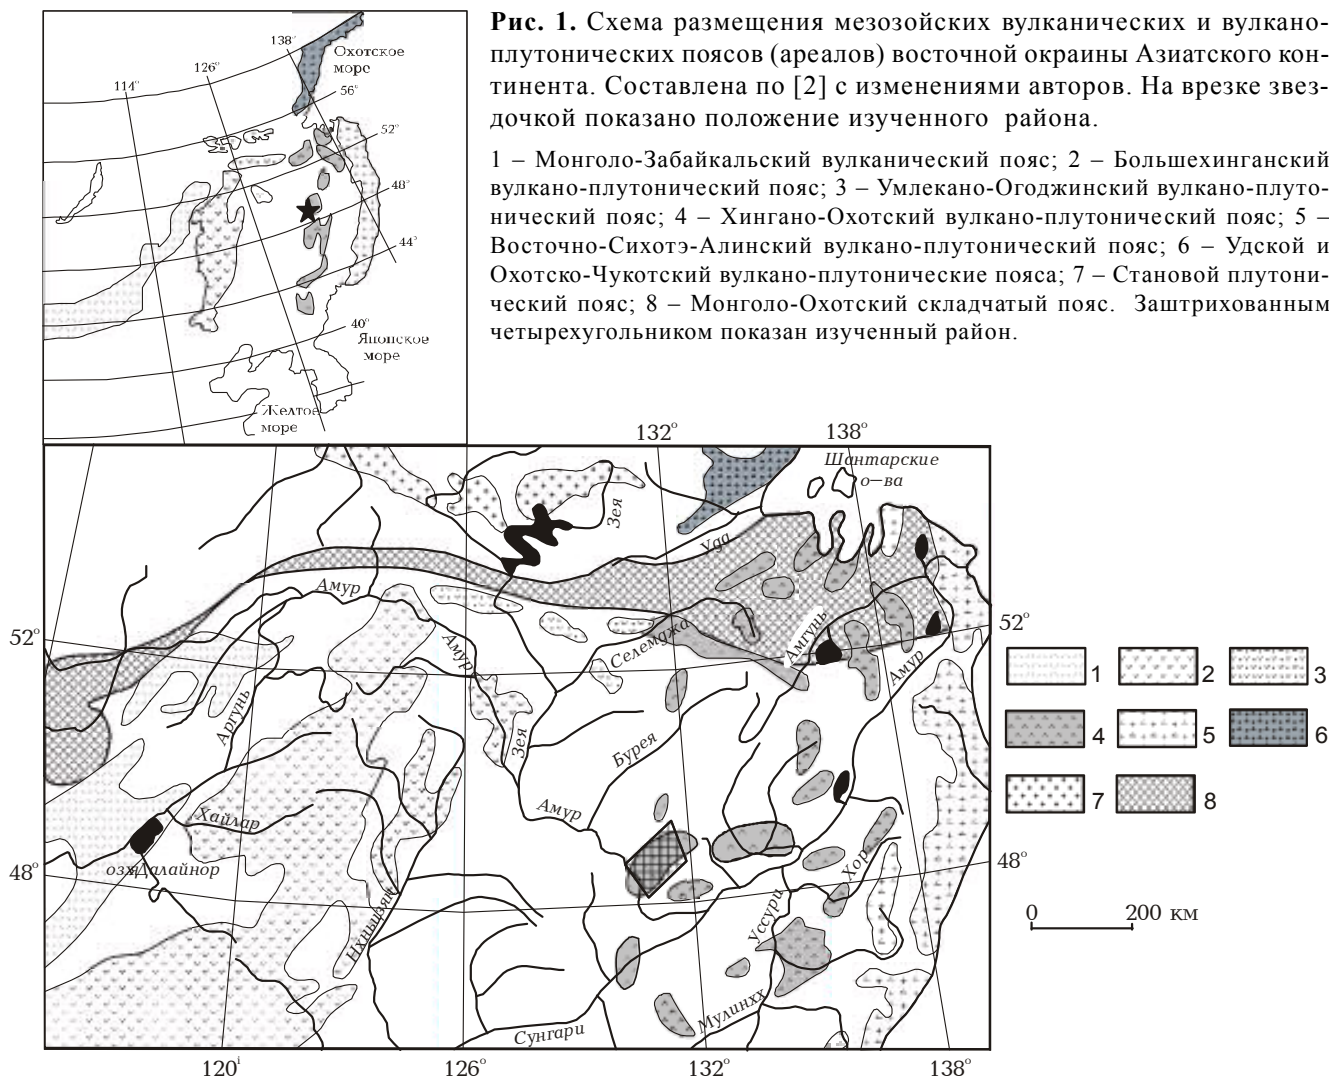 Рис. 1. Схема размещения мезозойских вулканических и вулкано-
плутонических поясов (ареалов) восточной окраины Азиатского кон-
тинента. Составлена по [2] с изменениями авторов. На врезке звез-
дочкой показано положение изученного района.
1 – Монголо-Забайкальский вулканический пояс; 2 – Большехинганский
вулкано-плутонический пояс; 3 – Умлекано-Огоджинский вулкано-плуто-
нический пояс; 4 – Хингано-Охотский вулкано-плутонический пояс; 5 –
Восточно-Сихотэ-Алинский вулкано-плутонический пояс; 6 – Удской и
Охотско-Чукотский вулкано-плутонические пояса; 7 – Становой плутони-
ческий пояс; 8 – Монголо-Охотский складчатый пояс. Заштрихованным
четырехугольником показан изученный район.
138°
Охотское
море
126°
114°
56°
52°
48°
44°
40°
Японское
море
Желтое
море
132°
138°
Шантарские
о–ва
Зея
Уда
Амур
Амгунь
52°
52°
Селемджа
Амур
Амур
Аргунь
Зея
Бурея
Амур
Хайлар
48°
48°
озхДалайнор
Хор
Уссури
Нхньцзян
Мулинхх
Сунгари
120i
126°
132°
138°
1
2
3
4
5
6
7
8
0
200 км